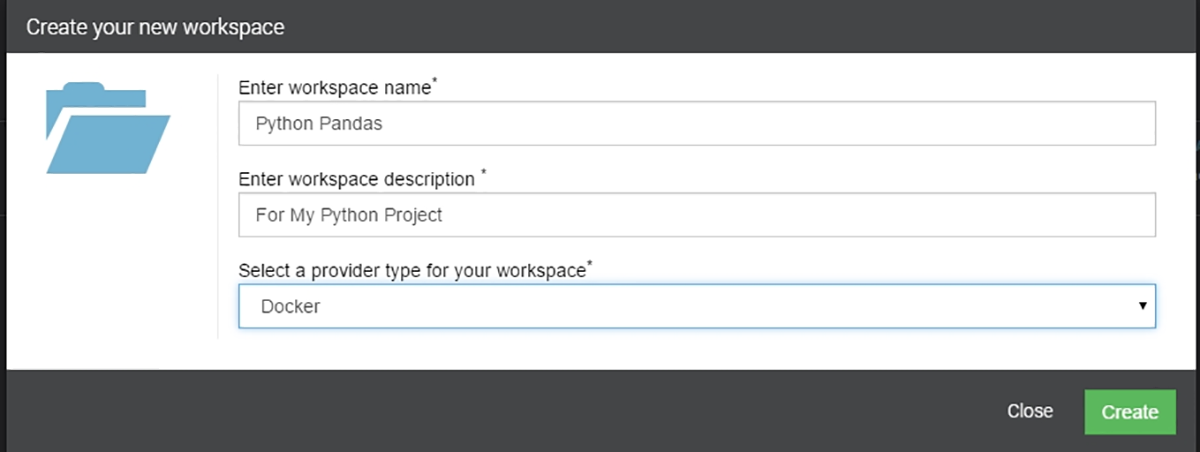 Create your new workspace
Enter workspace name*
Python Pandas
Enter workspace description *
For My Python Project
Select a provider type for your workspace*
Docker
Close Create